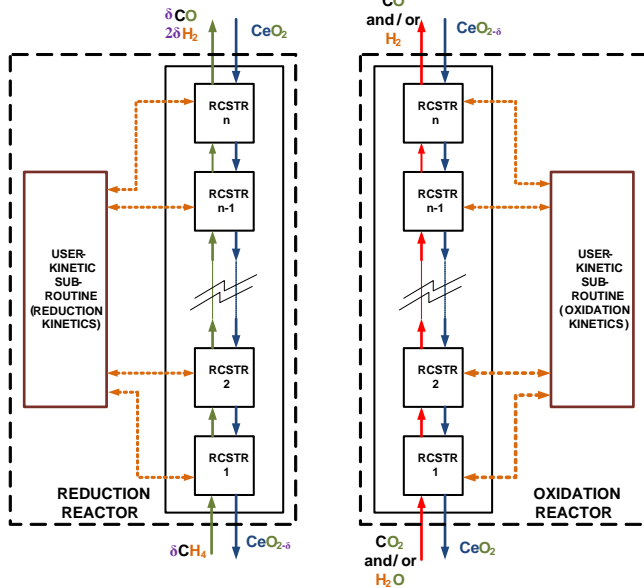 δCO
2δH2
CeO2
RCSTR
n
RCSTR
n-1
USER-
KINETIC
SUB-
ROUTINE
(REDUCTION
KINETICS)
RCSTR
2
RCSTR
1
REDUCTION
REACTOR
δCH4
CeO2-δ
CO
and/or
H2
CeO2-δ
RCSTR
n
RCSTR
n-1
USER-
KINETIC
SUB-
ROUTINE
(OXIDATION
KINETICS)
RCSTR
2
RCSTR
1
OXIDATION
REACTOR
CO2
and/or
H2O
CeO2